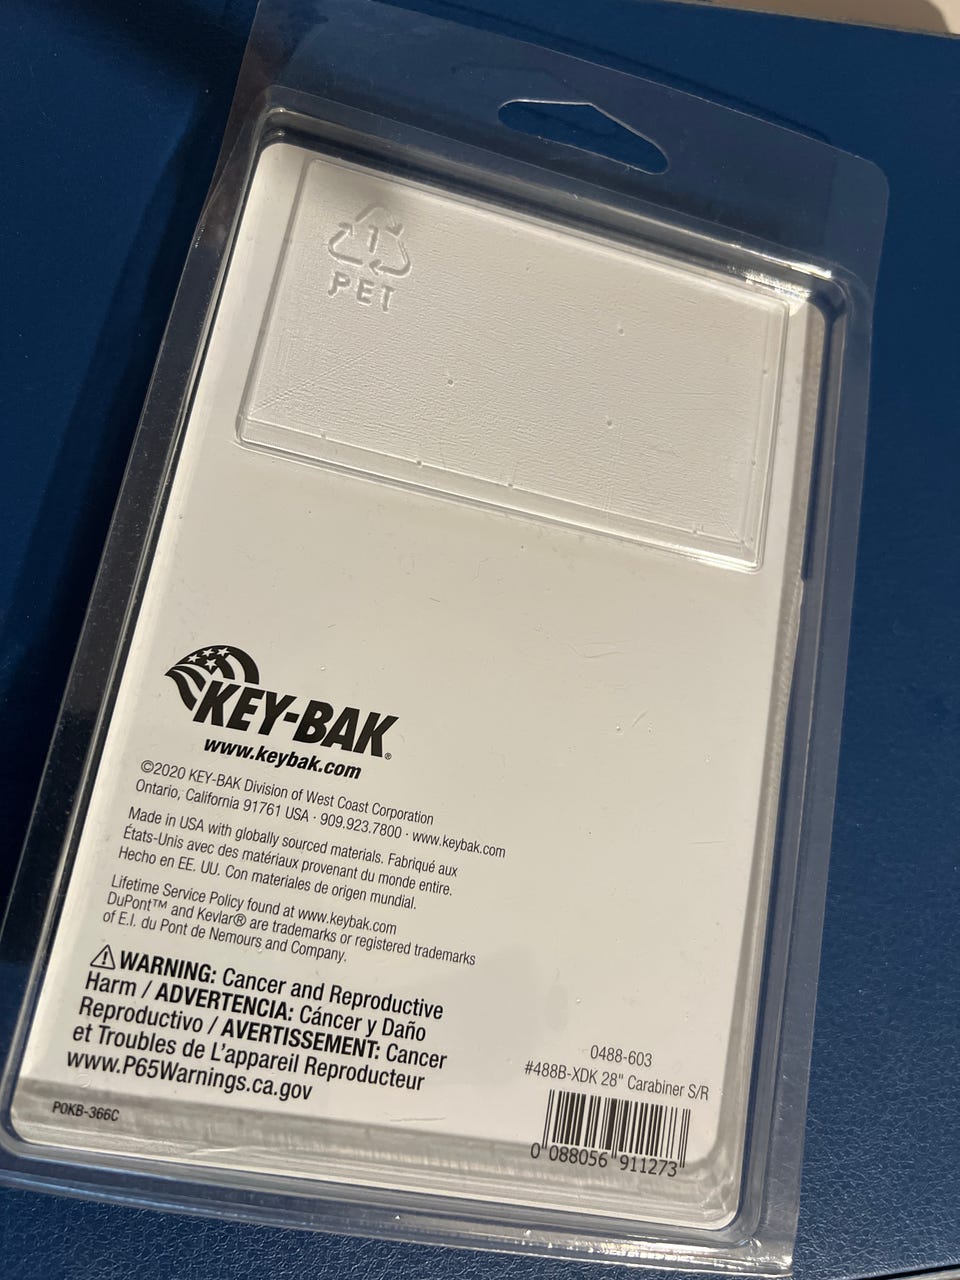 1
PET
KEY-BAK®
www.keybak.com
©2020 KEY-BAK Division of West Coast Corporation
Ontario, California 91761 USA · 909.923.7800 · www.keybak.com
Made in USA with globally sourced materials. Fabriqué aux
États-Unis avec des matériaux provenant du monde entire.
Hecho en EE. UU. Con materiales de origen mundial.
Lifetime Service Policy found at www.keybak.com
DuPont™ and Kevlar® are trademarks or registered trademarks
of E.I. du Pont de Nemours and Company.
⚠ WARNING: Cancer and Reproductive
Harm / ADVERTENCIA: Cáncer y Daño
Reproductivo / AVERTISSEMENT: Cancer
et Troubles de L'appareil Reproducteur
www.P65Warnings.ca.gov
P0KB-366C
0488-603
#488B-XDK 28" Carabiner S/R
0 088056 911273